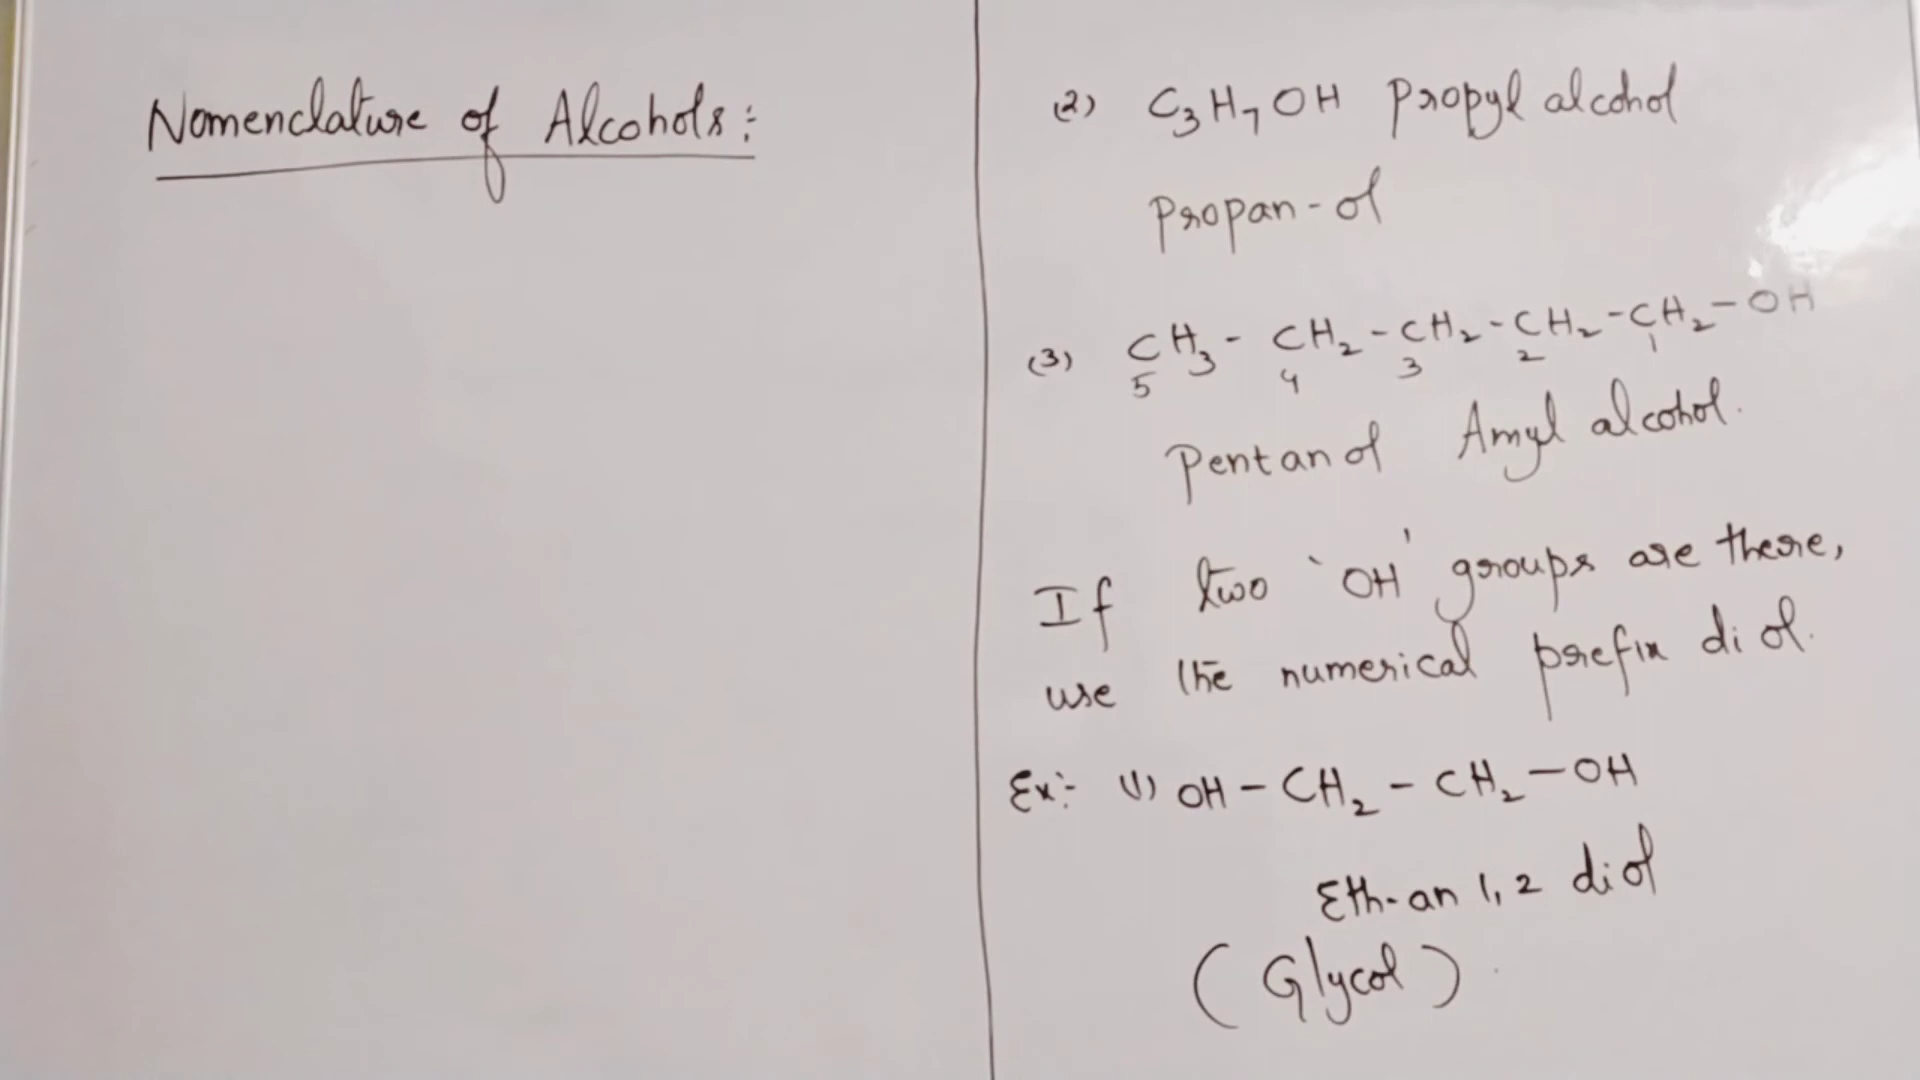 Nomenclature of Alcohols:
(2) C₃H₇OH Propyl alcohol
Propan-ol
(3) CH₃-CH₂-CH₂-CH₂-CH₂-OH
5 4 3 2 1
Pentanol Amyl alcohol.
If two 'OH' groups are there,
use the numerical prefix di ol.
Ex:- (1) OH-CH₂-CH₂-OH
Eth-an 1,2 diol
(Glycol)